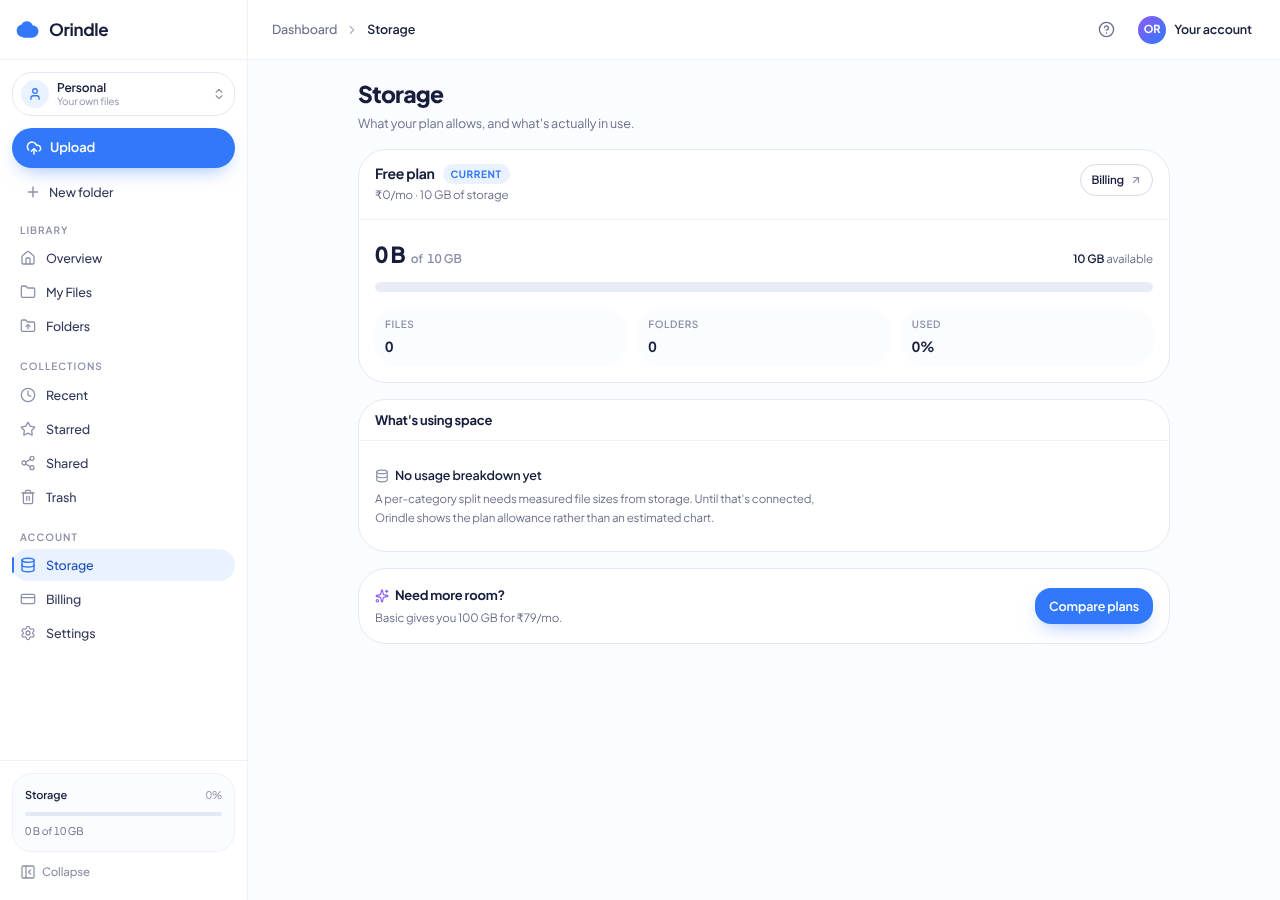 Orindle
Dashboard > Storage
OR Your account
Personal
Your own files
Upload
New folder
LIBRARY
Overview
My Files
Folders
COLLECTIONS
Recent
Starred
Shared
Trash
ACCOUNT
Storage
Billing
Settings
Storage 0%
0 B of 10 GB
Collapse
Storage
What your plan allows, and what's actually in use.
Free plan CURRENT
₹0/mo · 10 GB of storage
Billing
0 B of 10 GB
10 GB available
FILES
0
FOLDERS
0
USED
0%
What's using space
No usage breakdown yet
A per-category split needs measured file sizes from storage. Until that's connected,
Orindle shows the plan allowance rather than an estimated chart.
Need more room?
Basic gives you 100 GB for ₹79/mo.
Compare plans